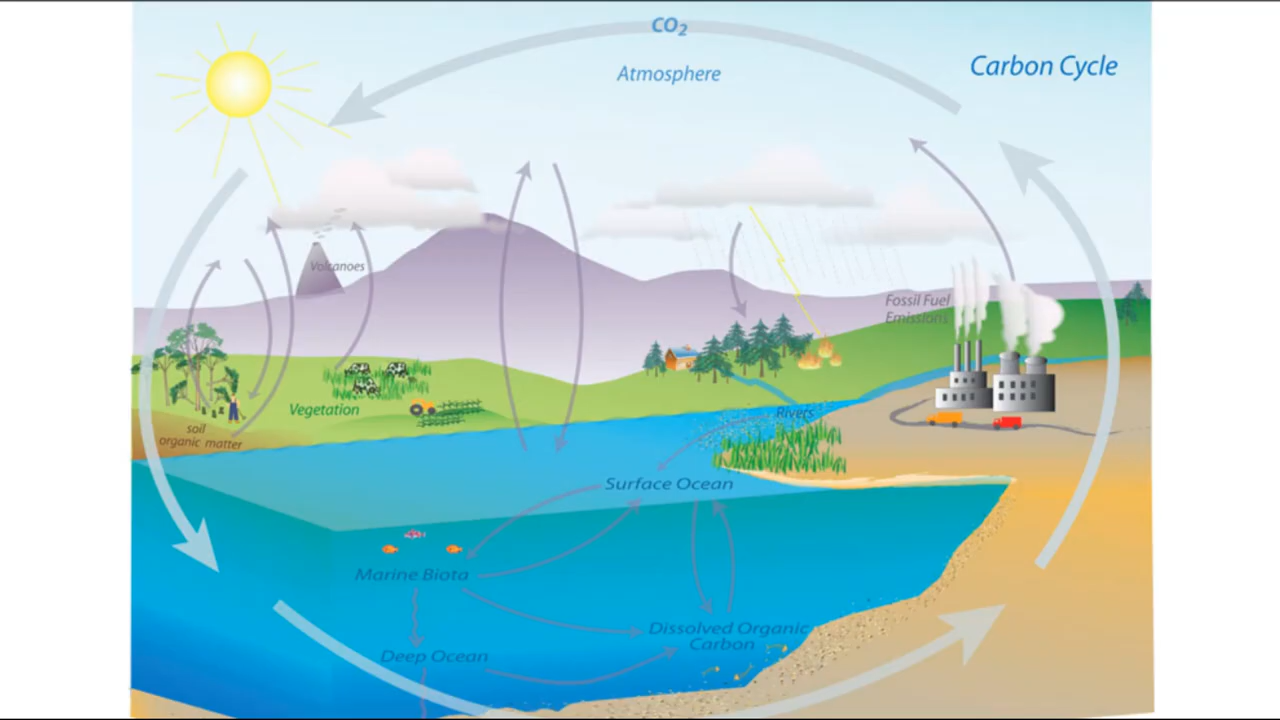 CO₂
Atmosphere
Carbon Cycle
Volcanoes
Fossil Fuel
Emissions
Vegetation
Rivers
soil
organic matter
Surface Ocean
Marine Biota
Dissolved Organic
Carbon
Deep Ocean